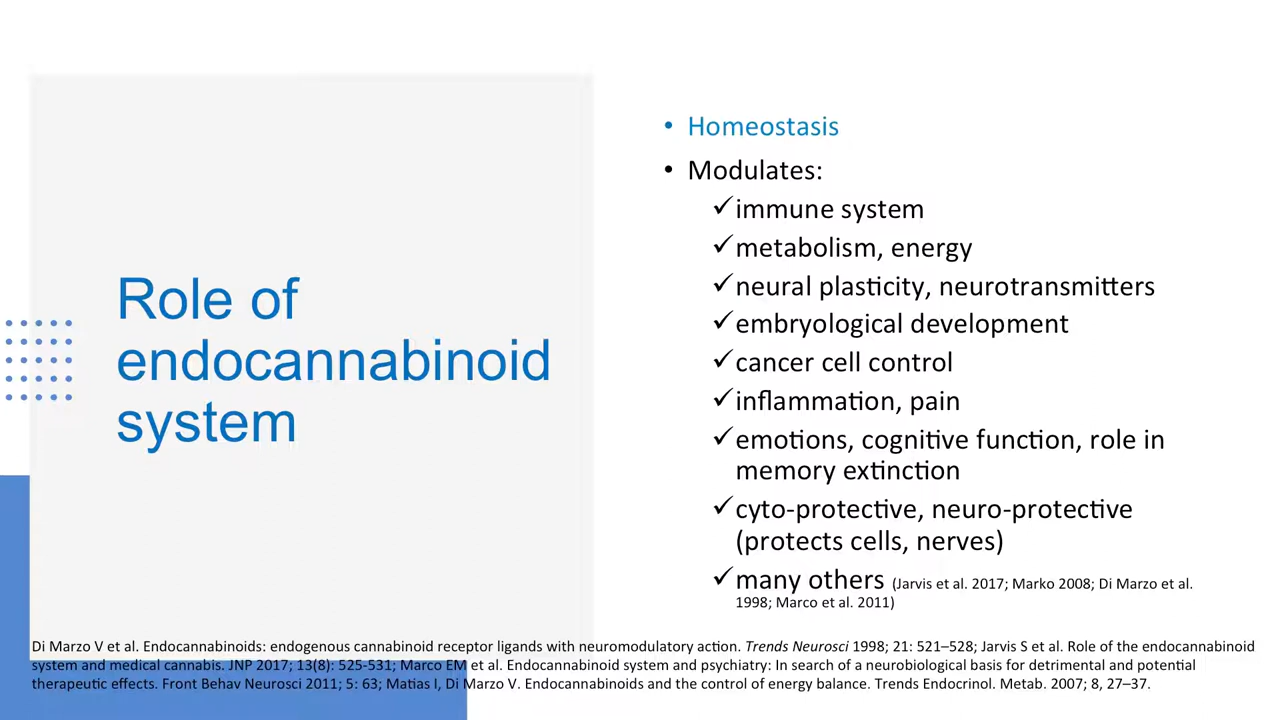 Role of
endocannabinoid
system
• Homeostasis
• Modulates:
✓immune system
✓metabolism, energy
✓neural plasticity, neurotransmitters
✓embryological development
✓cancer cell control
✓inflammation, pain
✓emotions, cognitive function, role in
memory extinction
✓cyto-protective, neuro-protective
(protects cells, nerves)
✓many others (Jarvis et al. 2017; Marko 2008; Di Marzo et al.
1998; Marco et al. 2011)
Di Marzo V et al. Endocannabinoids: endogenous cannabinoid receptor ligands with neuromodulatory action. Trends Neurosci 1998; 21: 521–528; Jarvis S et al. Role of the endocannabinoid
system and medical cannabis. JNP 2017; 13(8): 525-531; Marco EM et al. Endocannabinoid system and psychiatry: In search of a neurobiological basis for detrimental and potential
therapeutic effects. Front Behav Neurosci 2011; 5: 63; Matias I, Di Marzo V. Endocannabinoids and the control of energy balance. Trends Endocrinol. Metab. 2007; 8, 27–37.